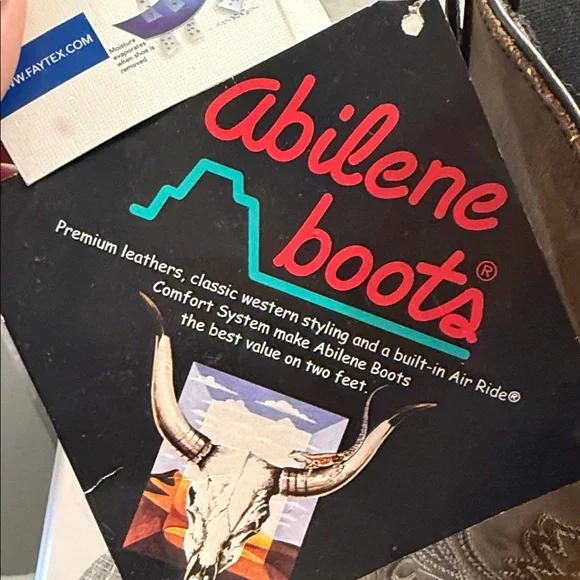 W.FAYTEX.COM
Moisture
evaporates
when shoe is
removed
abilene
boots®
Premium leathers, classic western styling and a built-in Air Ride®
Comfort System make Abilene Boots
the best value on two feet.